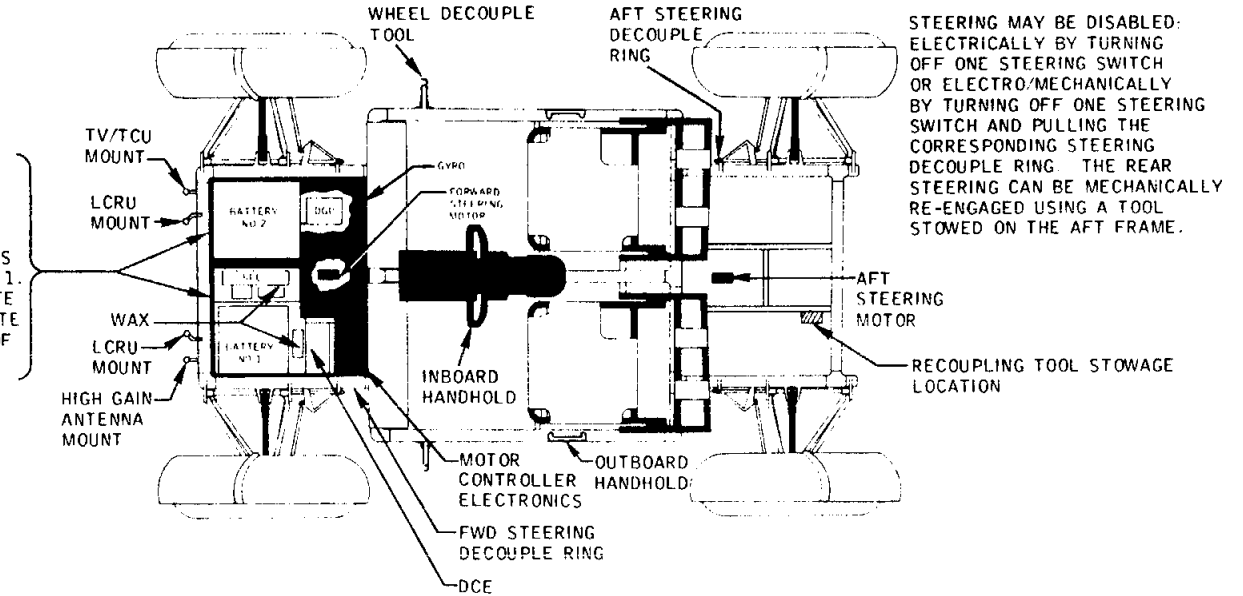 WHEEL DECOUPLE
TOOL
AFT STEERING
DECOUPLE
RING
STEERING MAY BE DISABLED:
ELECTRICALLY BY TURNING
OFF ONE STEERING SWITCH
OR ELECTRO/MECHANICALLY
BY TURNING OFF ONE STEERING
SWITCH AND PULLING THE
CORRESPONDING STEERING
DECOUPLE RING. THE REAR
STEERING CAN BE MECHANICALLY
RE-ENGAGED USING A TOOL
STOWED ON THE AFT FRAME.
TV/TCU
MOUNT
LCRU
MOUNT
GYRO
FORWARD
STEERING
MOTOR
BATTERY
NO 2
DGU
S
1.
TE
TE
F
WAX
LCRU
MOUNT
BATTERY
NO 1
HIGH GAIN
ANTENNA
MOUNT
INBOARD
HANDHOLD
AFT
STEERING
MOTOR
RECOUPLING TOOL STOWAGE
LOCATION
MOTOR
CONTROLLER
ELECTRONICS
OUTBOARD
HANDHOLD
FWD STEERING
DECOUPLE RING
DCE